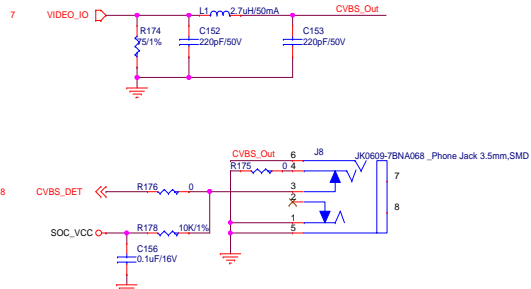 7 VIDEO_IO L1 2.7uH/50mA CVBS_Out
R174
75/1%
C152
220pF/50V
C153
220pF/50V
CVBS_Out 6 J8
R175 0 4 JK0609-7BNA068 _Phone Jack 3.5mm,SMD
7
8 CVBS_DET R176 0 3
2
8
1
SOC_VCC R178 10K/1% 5
C156
0.1uF/16V